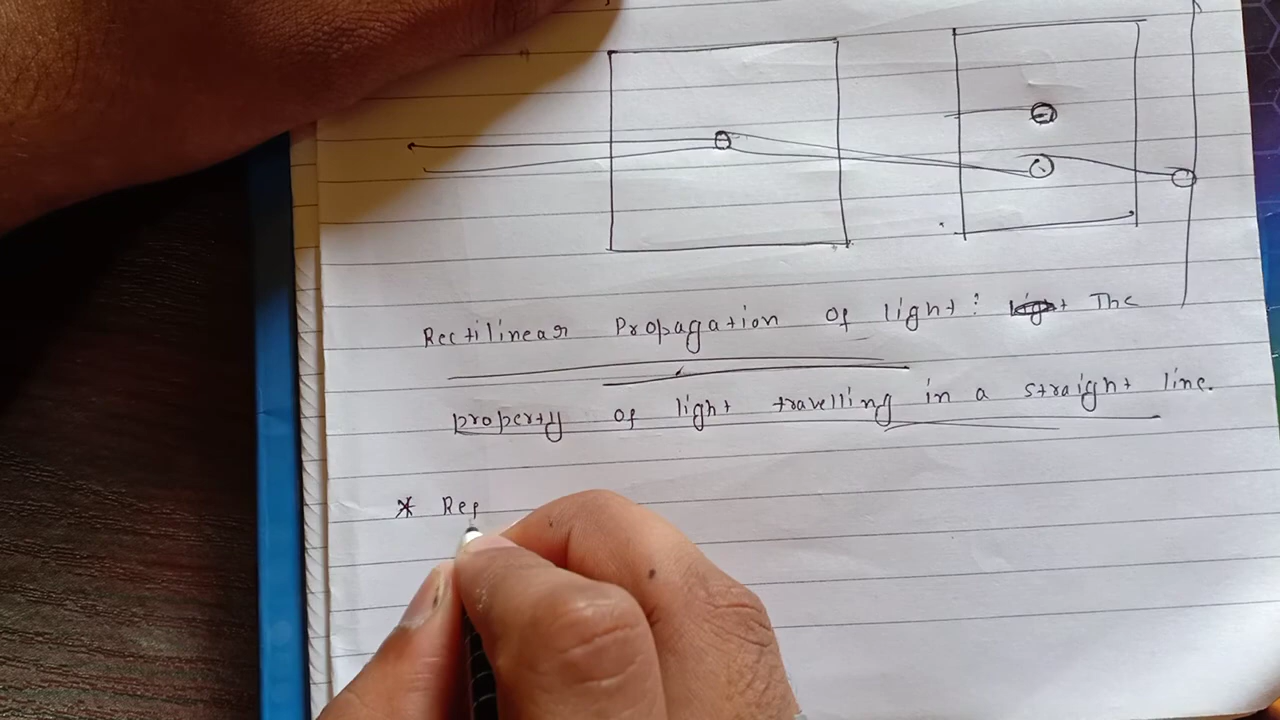 Rectilinear Propagation of light: The
property of light travelling in a straight line.
* Ref